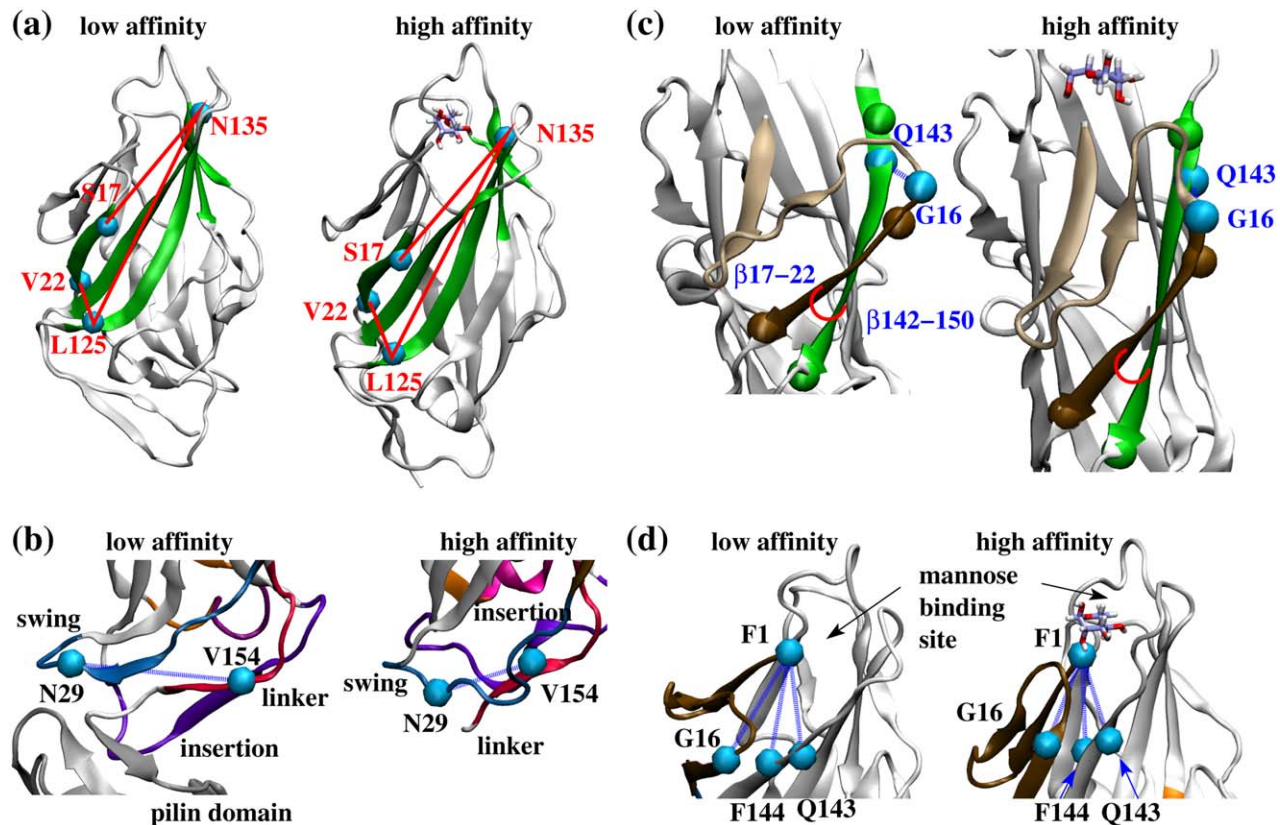 (a)
low affinity
high affinity
N135
S17
V22
L125
N135
S17
V22
L125
(c)
low affinity
high affinity
Q143
G16
β17-22
β142-150
Q143
G16
(b)
low affinity
high affinity
swing
V154
N29
linker
insertion
pilin domain
insertion
swing
V154
N29
linker
(d)
low affinity
high affinity
mannose
binding
site
F1
G16
F144
Q143
F1
G16
F144
Q143